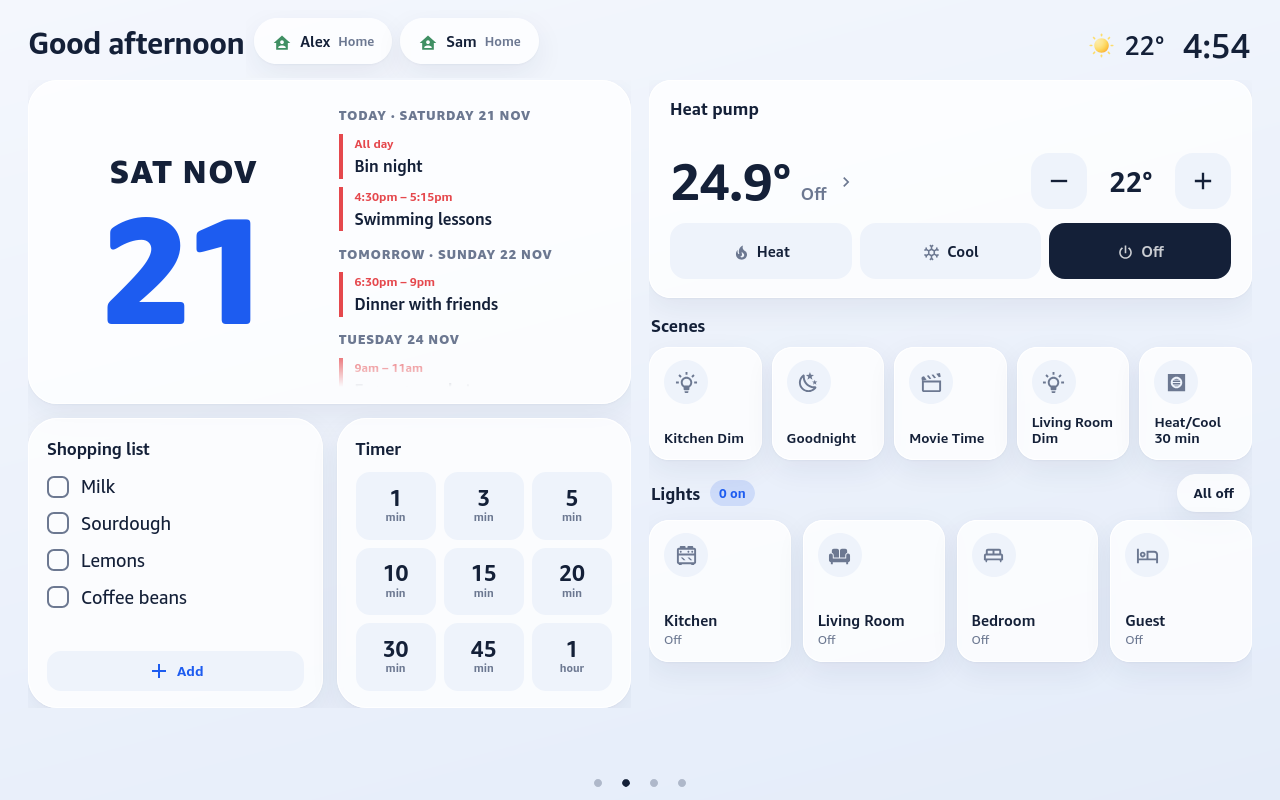 Good afternoon
Alex Home
Sam Home
22°
4:54
SAT NOV
21
TODAY · SATURDAY 21 NOV
All day
Bin night
4:30pm – 5:15pm
Swimming lessons
TOMORROW · SUNDAY 22 NOV
6:30pm – 9pm
Dinner with friends
TUESDAY 24 NOV
9am – 11am
Shopping list
Milk
Sourdough
Lemons
Coffee beans
Add
Timer
1
min
3
min
5
min
10
min
15
min
20
min
30
min
45
min
1
hour
Heat pump
24.9° Off
22°
Heat
Cool
Off
Scenes
Kitchen Dim
Goodnight
Movie Time
Living Room
Dim
Heat/Cool
30 min
Lights
0 on
All off
Kitchen
Off
Living Room
Off
Bedroom
Off
Guest
Off